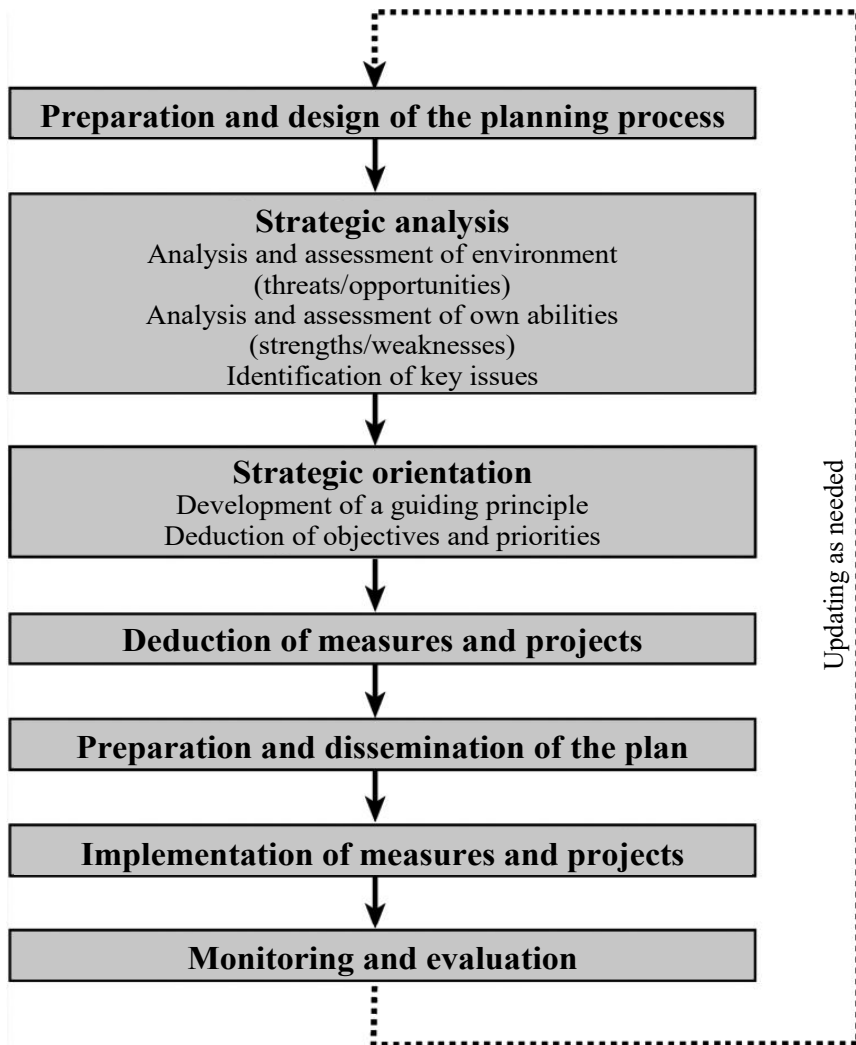 Preparation and design of the planning process
Strategic analysis
Analysis and assessment of environment
(threats/opportunities)
Analysis and assessment of own abilities
(strengths/weaknesses)
Identification of key issues
Strategic orientation
Development of a guiding principle
Deduction of objectives and priorities
Deduction of measures and projects
Preparation and dissemination of the plan
Implementation of measures and projects
Monitoring and evaluation
Updating as needed